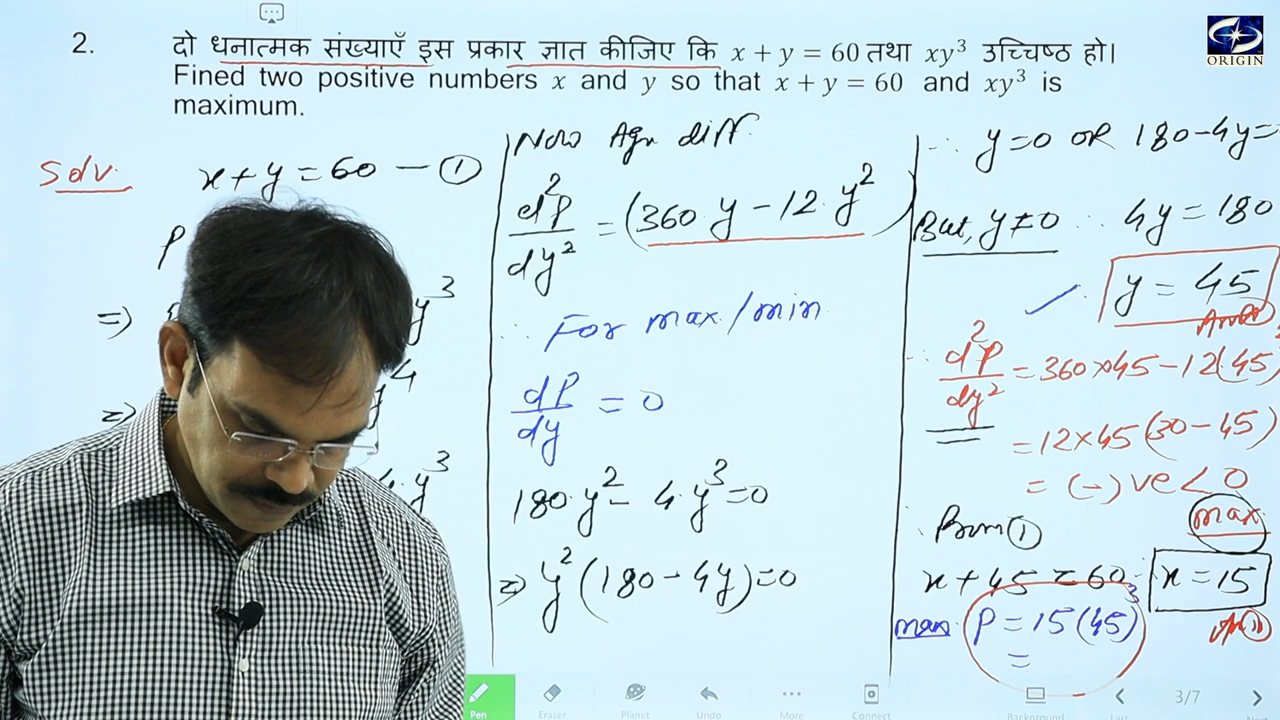 2.
दो धनात्मक संख्याएँ इस प्रकार ज्ञात कीजिए कि x + y = 60 तथा xy³ उच्चिष्ठ हो।
Fined two positive numbers x and y so that x + y = 60 and xy³ is
maximum.
ORIGIN
x + y = 60 — ①
P
=) y³
=)
4·y³
Now Agn diff.
d²P/dy² = (360·y − 12·y²)
∴ For max/min
dP/dy = 0
180·y² − 4·y³ = 0
=) y²(180 − 4y) = 0
∴ y = 0 OR 180 − 4y =
But, y ≠ 0 ∴ 4y = 180
y = 45
d²P/dy² = 360×45 − 12(45)²
= 12×45(30 − 45)
= (−)ve < 0
max
From ①
x + 45 = 60 ∴ x = 15
max P = 15(45)³
=
Pen
Eraser
Planet
Undo
More
Connect
Background
3/7